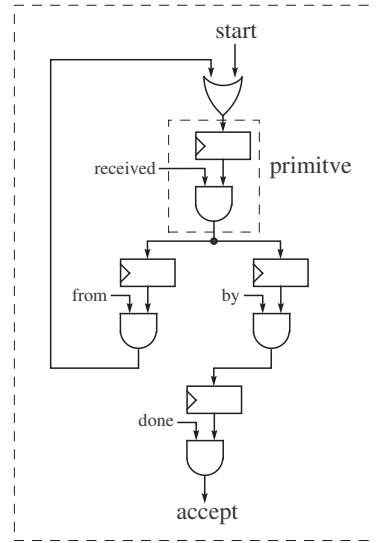 start
received
primitve
from
by
done
accept